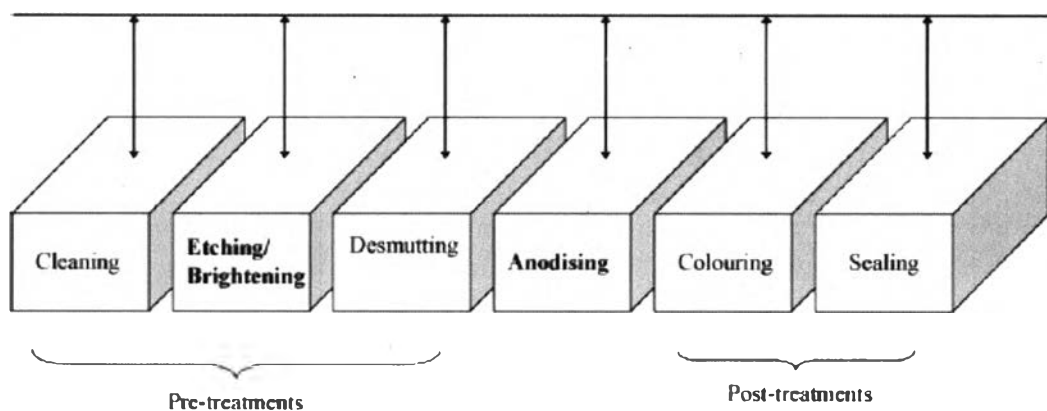 Cleaning
Etching/
Brightening
Desmutting
Anodising
Colouring
Sealing
Pre-treatments
Post-treatments